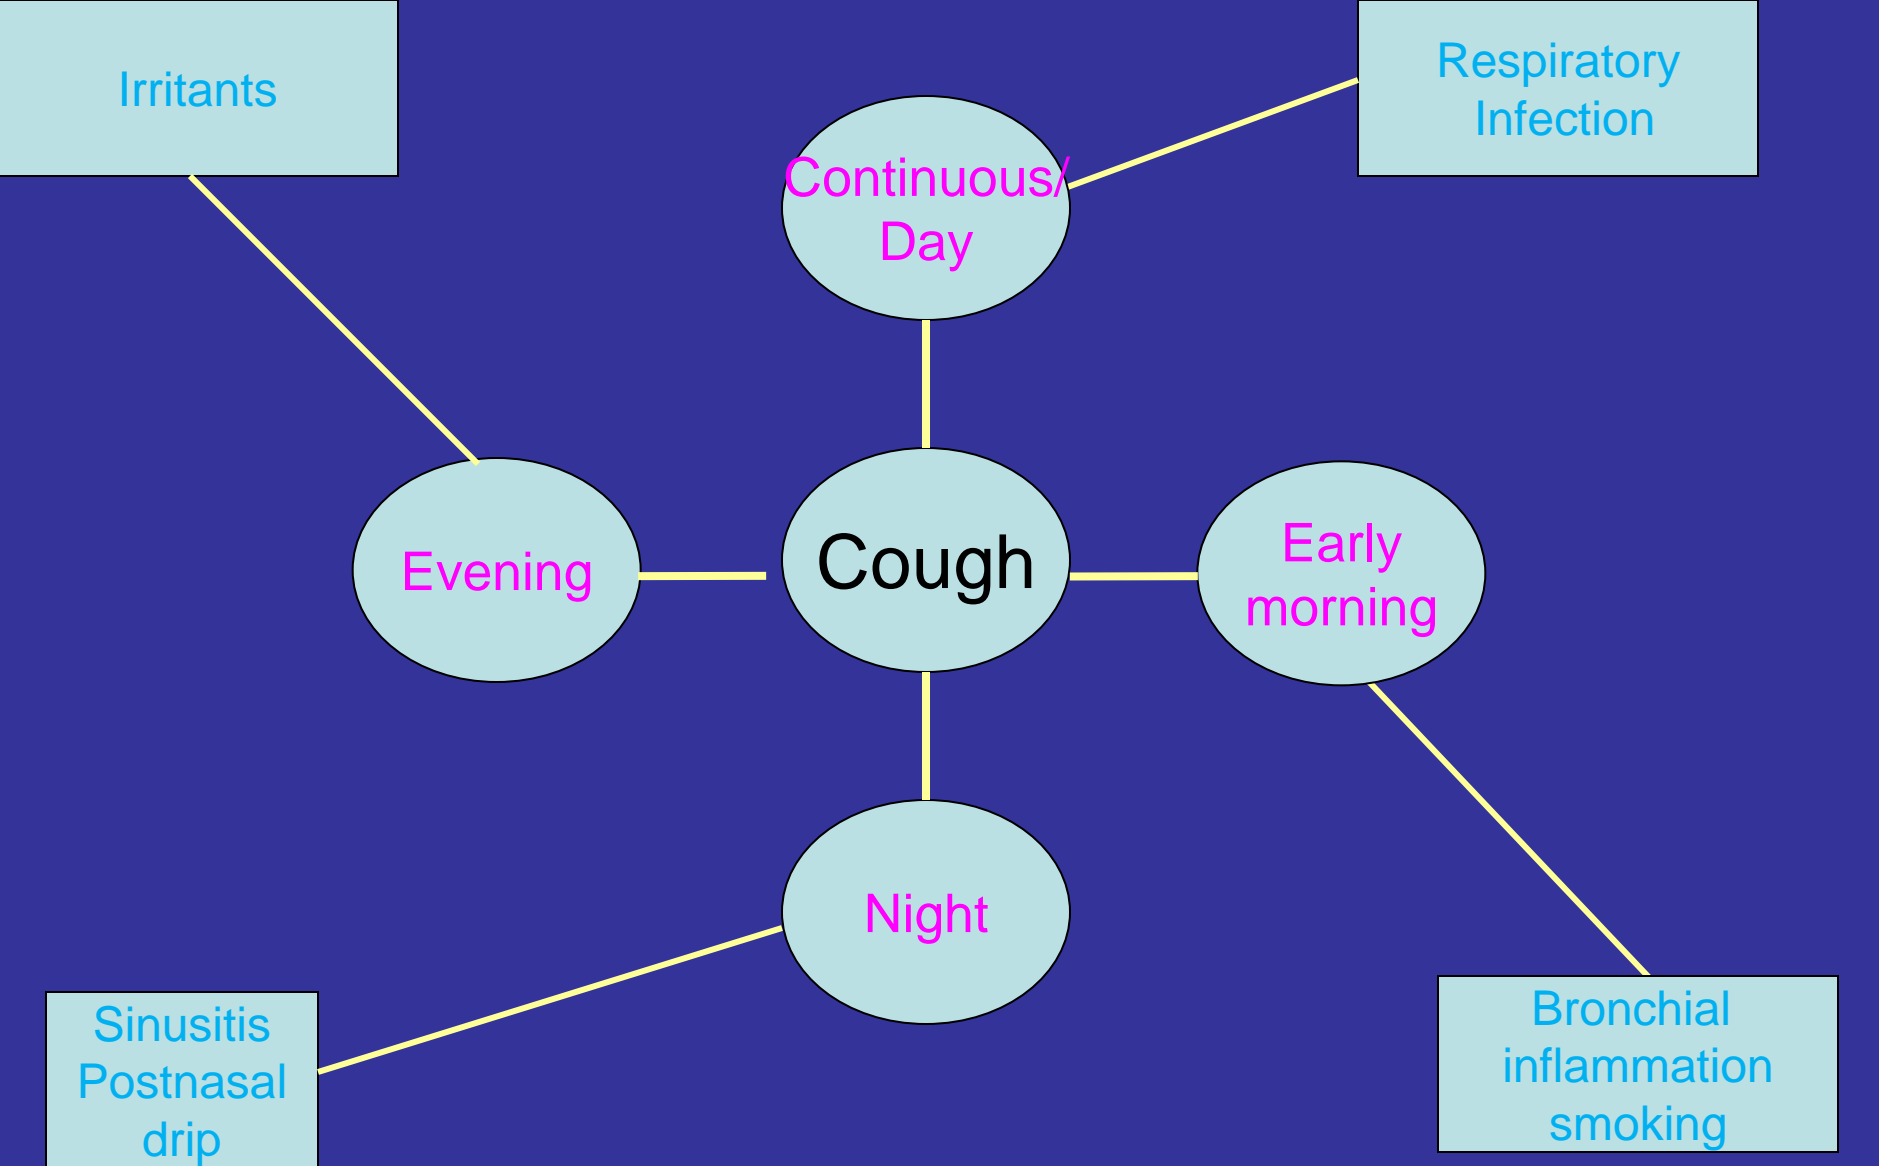 Irritants
Respiratory
Infection
Continuous/
Day
Evening
Cough
Early
morning
Night
Sinusitis
Postnasal
drip
Bronchial
inflammation
smoking